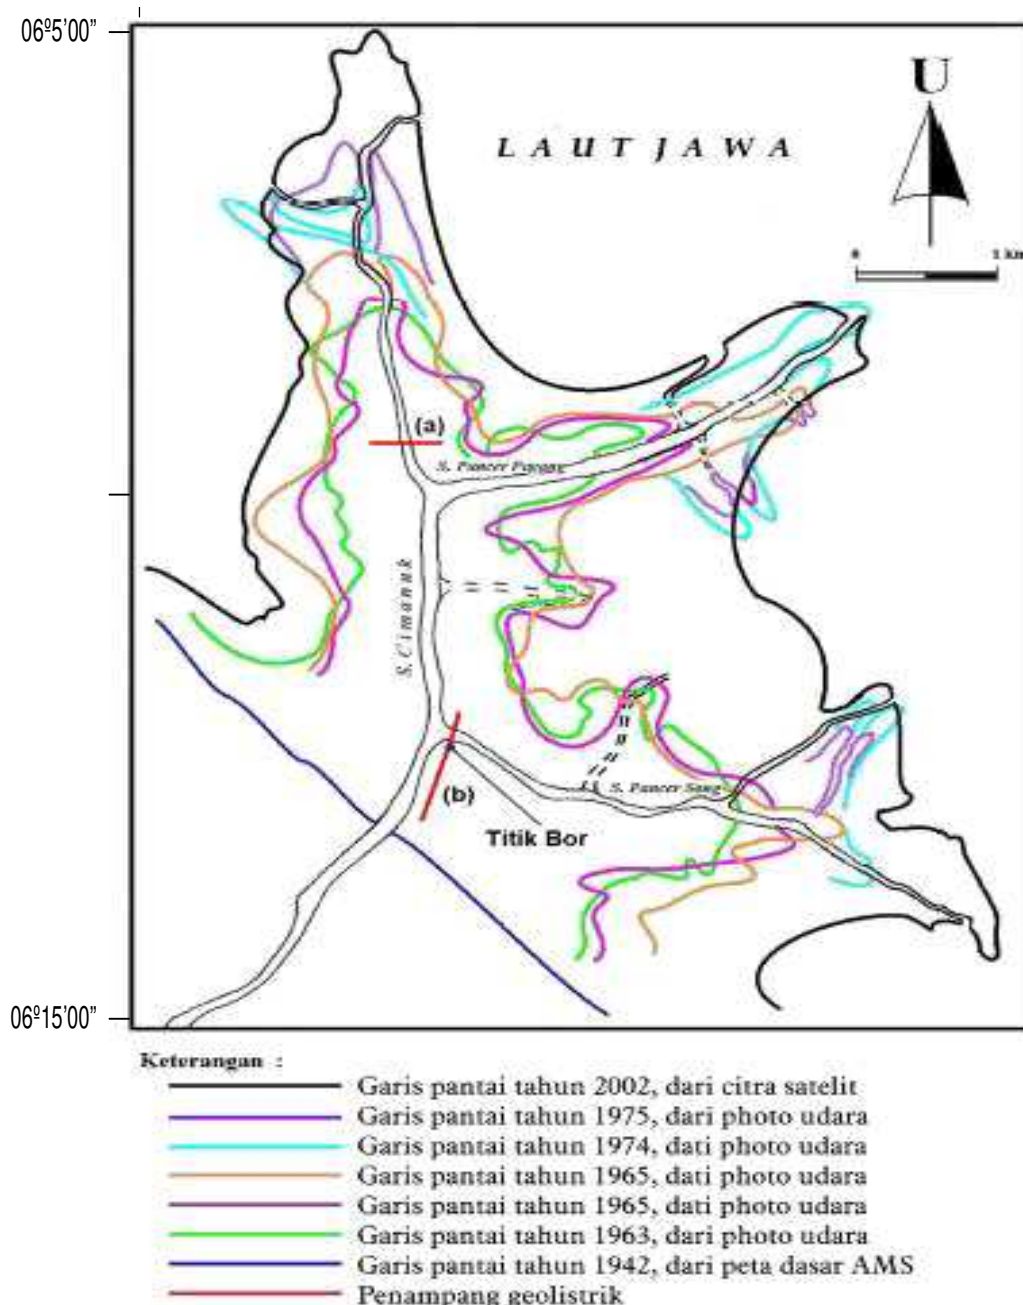 06º5'00”
U
LAUT JAWA
0 1 km
(a)
S. Pancer Payang
S. Cimanuk
S. Pancer Song
(b)
Titik Bor
06º15'00”
Keterangan :
Garis pantai tahun 2002, dari citra satelit
Garis pantai tahun 1975, dari photo udara
Garis pantai tahun 1974, dati photo udara
Garis pantai tahun 1965, dati photo udara
Garis pantai tahun 1965, dati photo udara
Garis pantai tahun 1963, dari photo udara
Garis pantai tahun 1942, dari peta dasar AMS
Penampang geolistrik